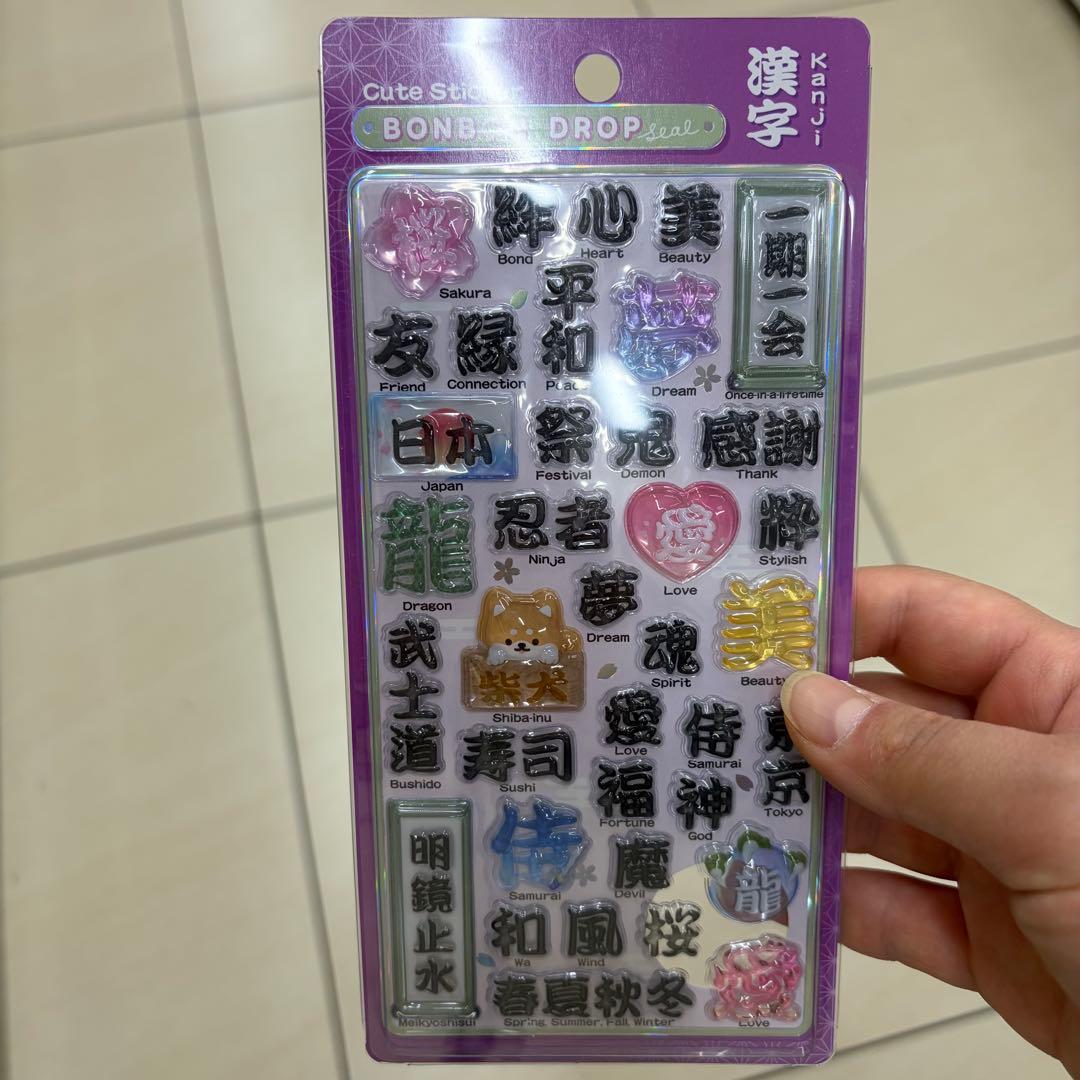 漢字
Kanji
Cute Sticker
BONB DROP seal
絆
Bond
心
Heart
美
Beauty
一期一会
Once-in-a-lifetime
Sakura
平和
Peace
夢
Dream
友
Friend
縁
Connection
日本
Japan
祭
Festival
鬼
Demon
感謝
Thank
龍
Dragon
忍者
Ninja
愛
Love
粋
Stylish
夢
Dream
柴犬
Shiba-inu
魂
Spirit
美
Beauty
武士道
Bushido
寿司
Sushi
愛
Love
侍
Samurai
東京
Tokyo
福
Fortune
神
God
明鏡止水
Meikyoshisui
侍
Samurai
魔
Devil
龍
和
Wa
風
Wind
桜
春夏秋冬
Spring, Summer, Fall, Winter
愛
Love